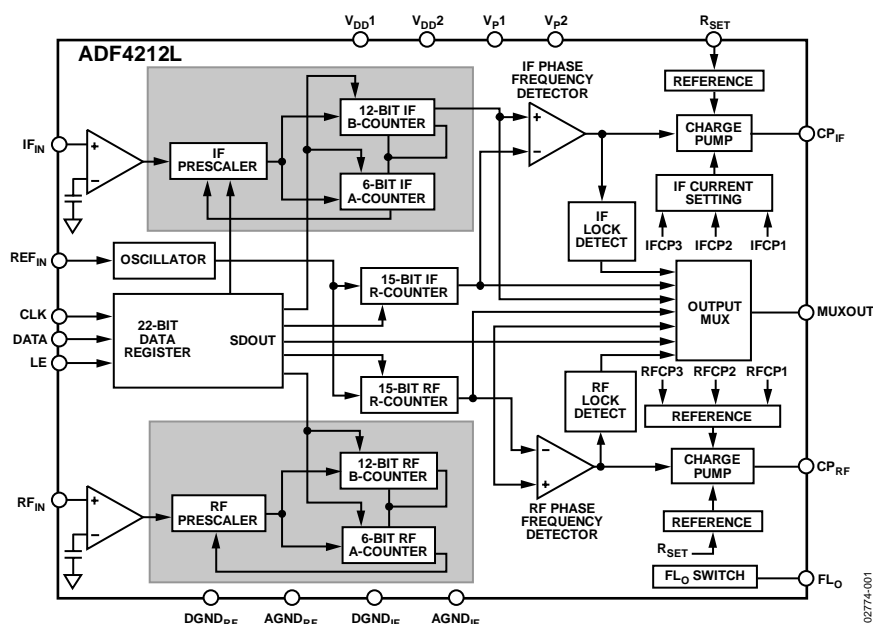 VDD1 VDD2 VP1 VP2 RSET
ADF4212L
IF PHASE
FREQUENCY
DETECTOR
REFERENCE
12-BIT IF
B-COUNTER
CHARGE
PUMP
CPIF
IFIN
IF
PRESCALER
6-BIT IF
A-COUNTER
IF CURRENT
SETTING
IF
LOCK
DETECT
IFCP3 IFCP2 IFCP1
REFIN
OSCILLATOR
15-BIT IF
R-COUNTER
OUTPUT
MUX
MUXOUT
CLK
DATA
LE
22-BIT
DATA
REGISTER
SDOUT
15-BIT RF
R-COUNTER
RF
LOCK
DETECT
RFCP3 RFCP2 RFCP1
REFERENCE
12-BIT RF
B-COUNTER
CHARGE
PUMP
CPRF
RFIN
RF
PRESCALER
6-BIT RF
A-COUNTER
RF PHASE
FREQUENCY
DETECTOR
REFERENCE
RSET
FLO SWITCH
FLO
DGNDRF AGNDRF DGNDIF AGNDIF
02774-001